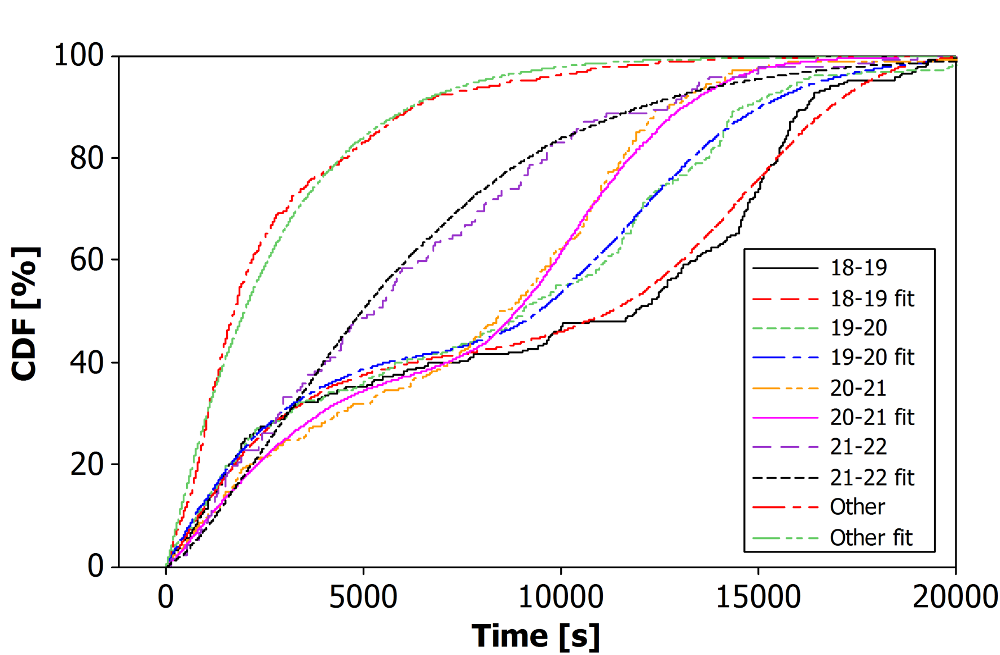 100
80
60
40
20
0
CDF [%]
18-19
18-19 fit
19-20
19-20 fit
20-21
20-21 fit
21-22
21-22 fit
Other
Other fit
0 5000 10000 15000 20000
Time [s]